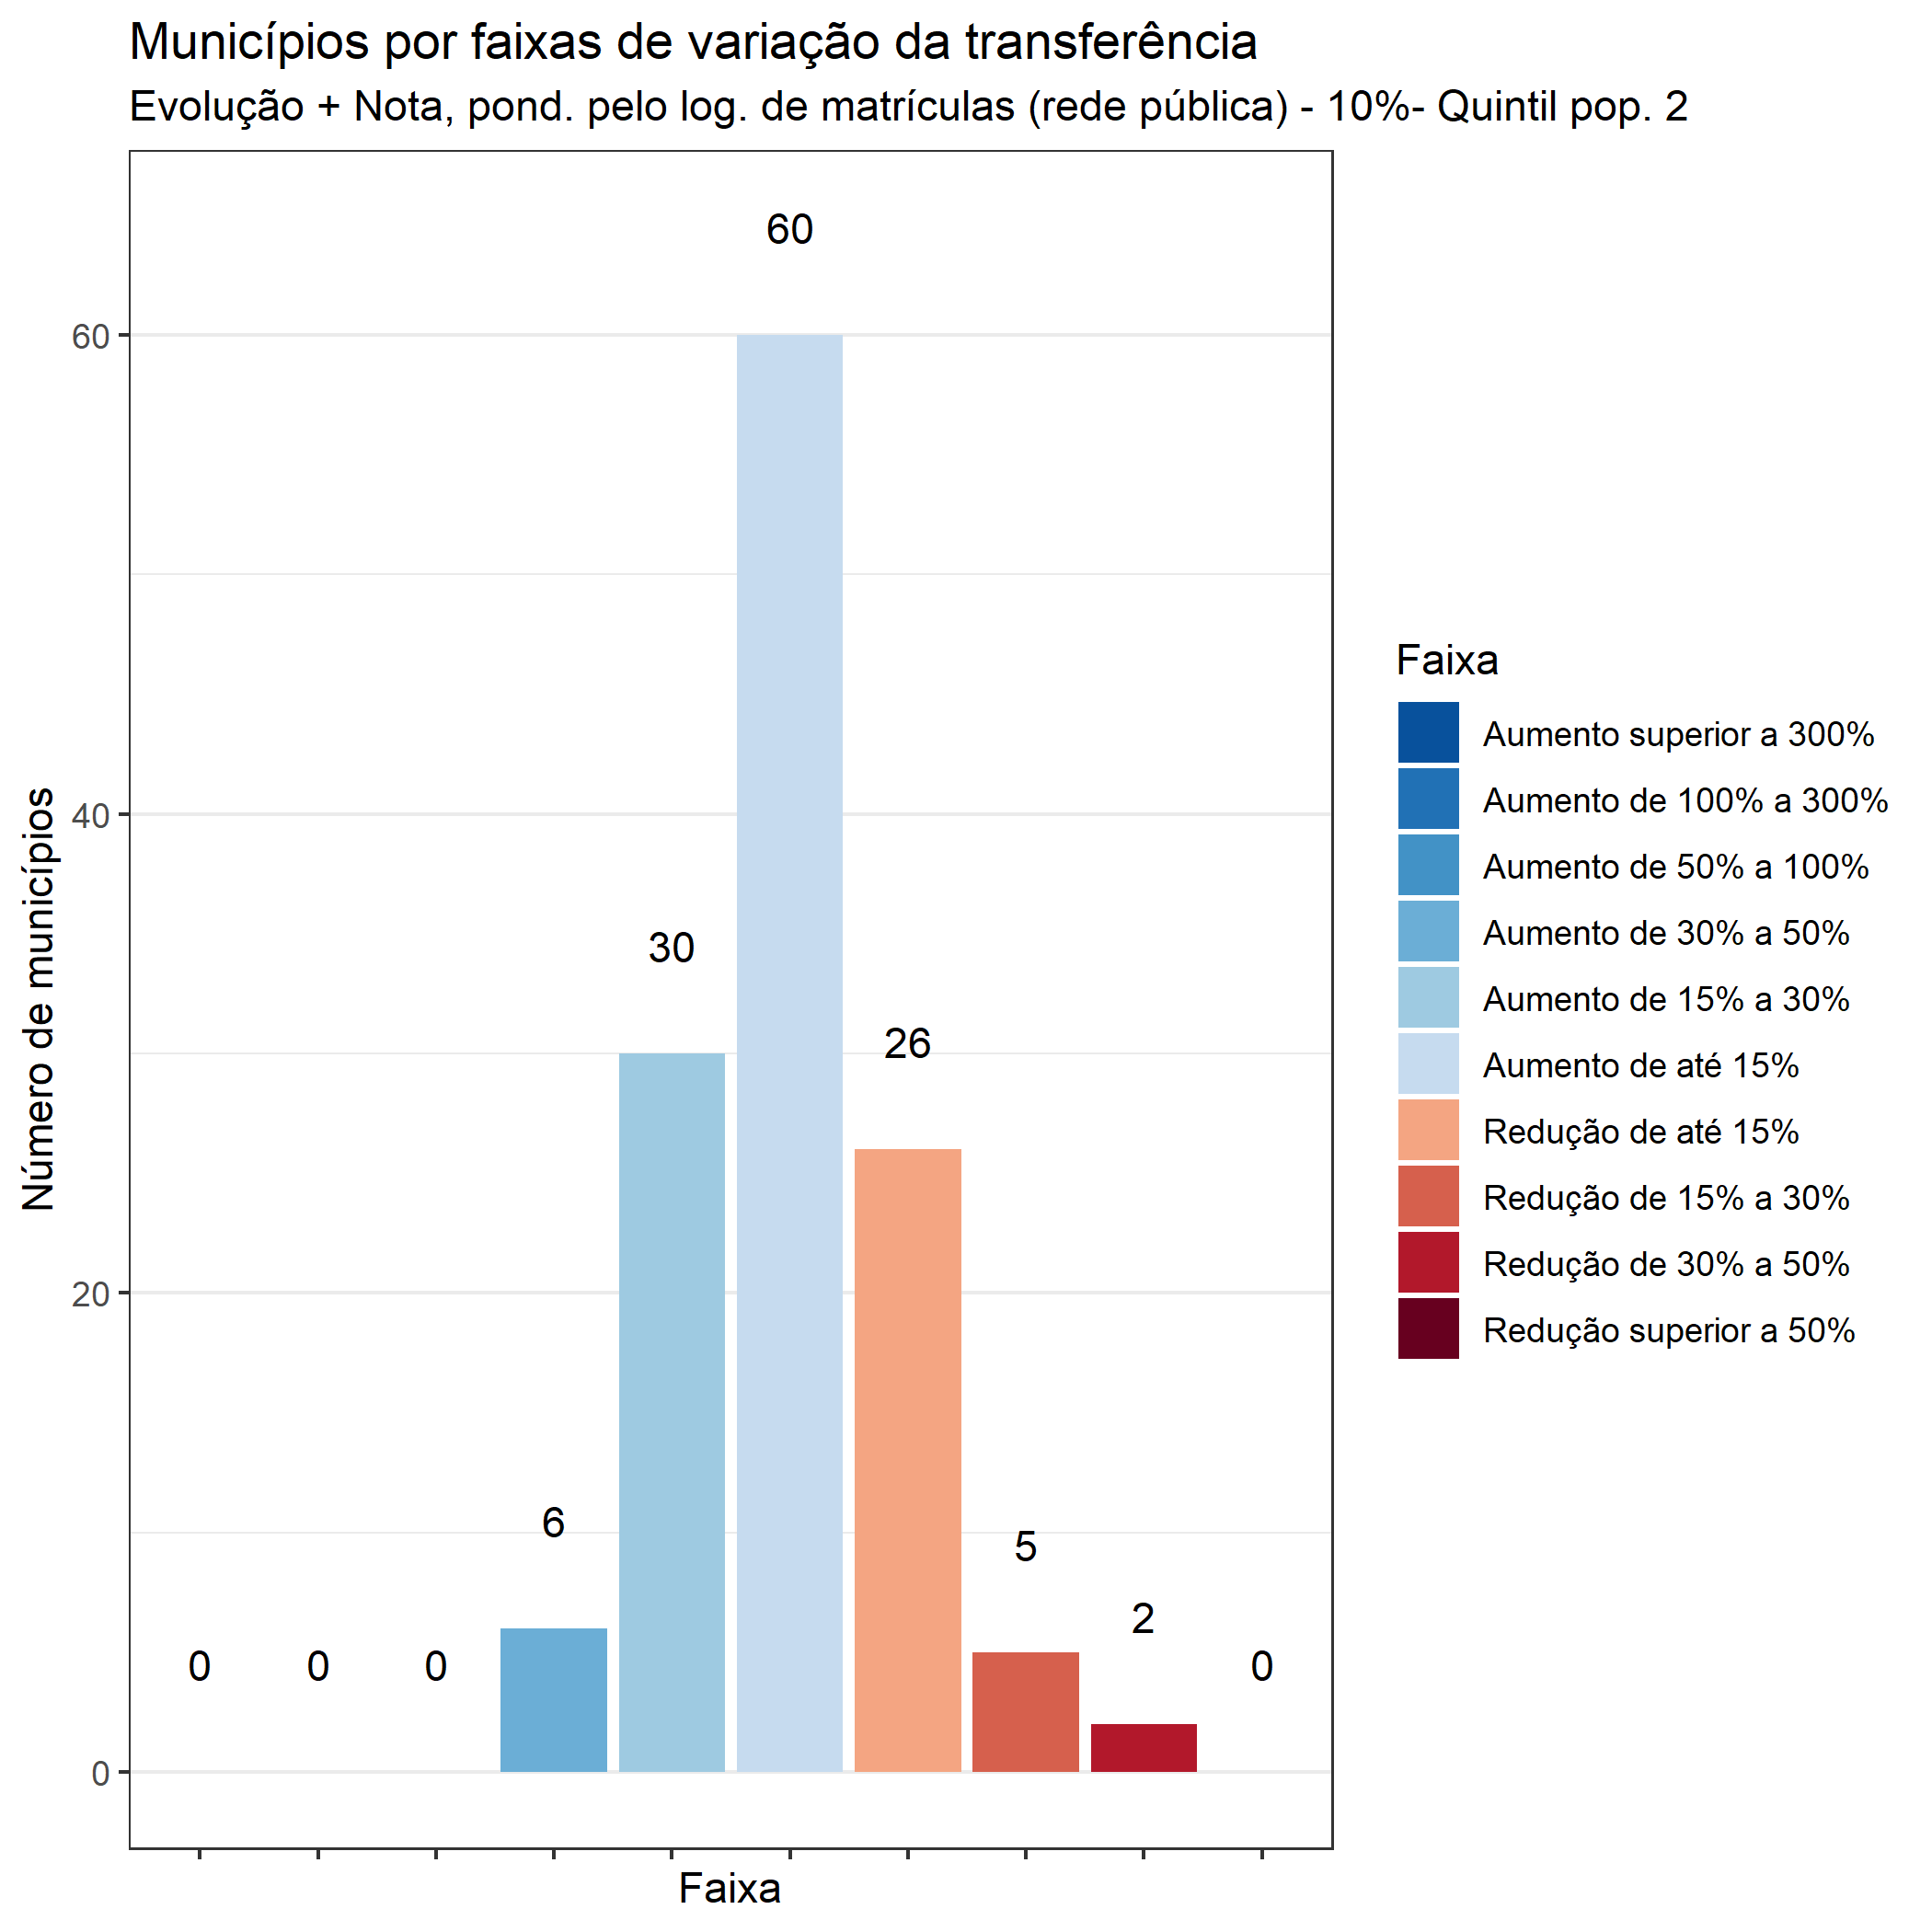 Municípios por faixas de variação da transferência
Evolução + Nota, pond. pelo log. de matrículas (rede pública) - 10%- Quintil pop. 2
Número de municípios
60
40
20
0
0
0
0
6
30
60
26
5
2
0
Faixa
Faixa
Aumento superior a 300%
Aumento de 100% a 300%
Aumento de 50% a 100%
Aumento de 30% a 50%
Aumento de 15% a 30%
Aumento de até 15%
Redução de até 15%
Redução de 15% a 30%
Redução de 30% a 50%
Redução superior a 50%